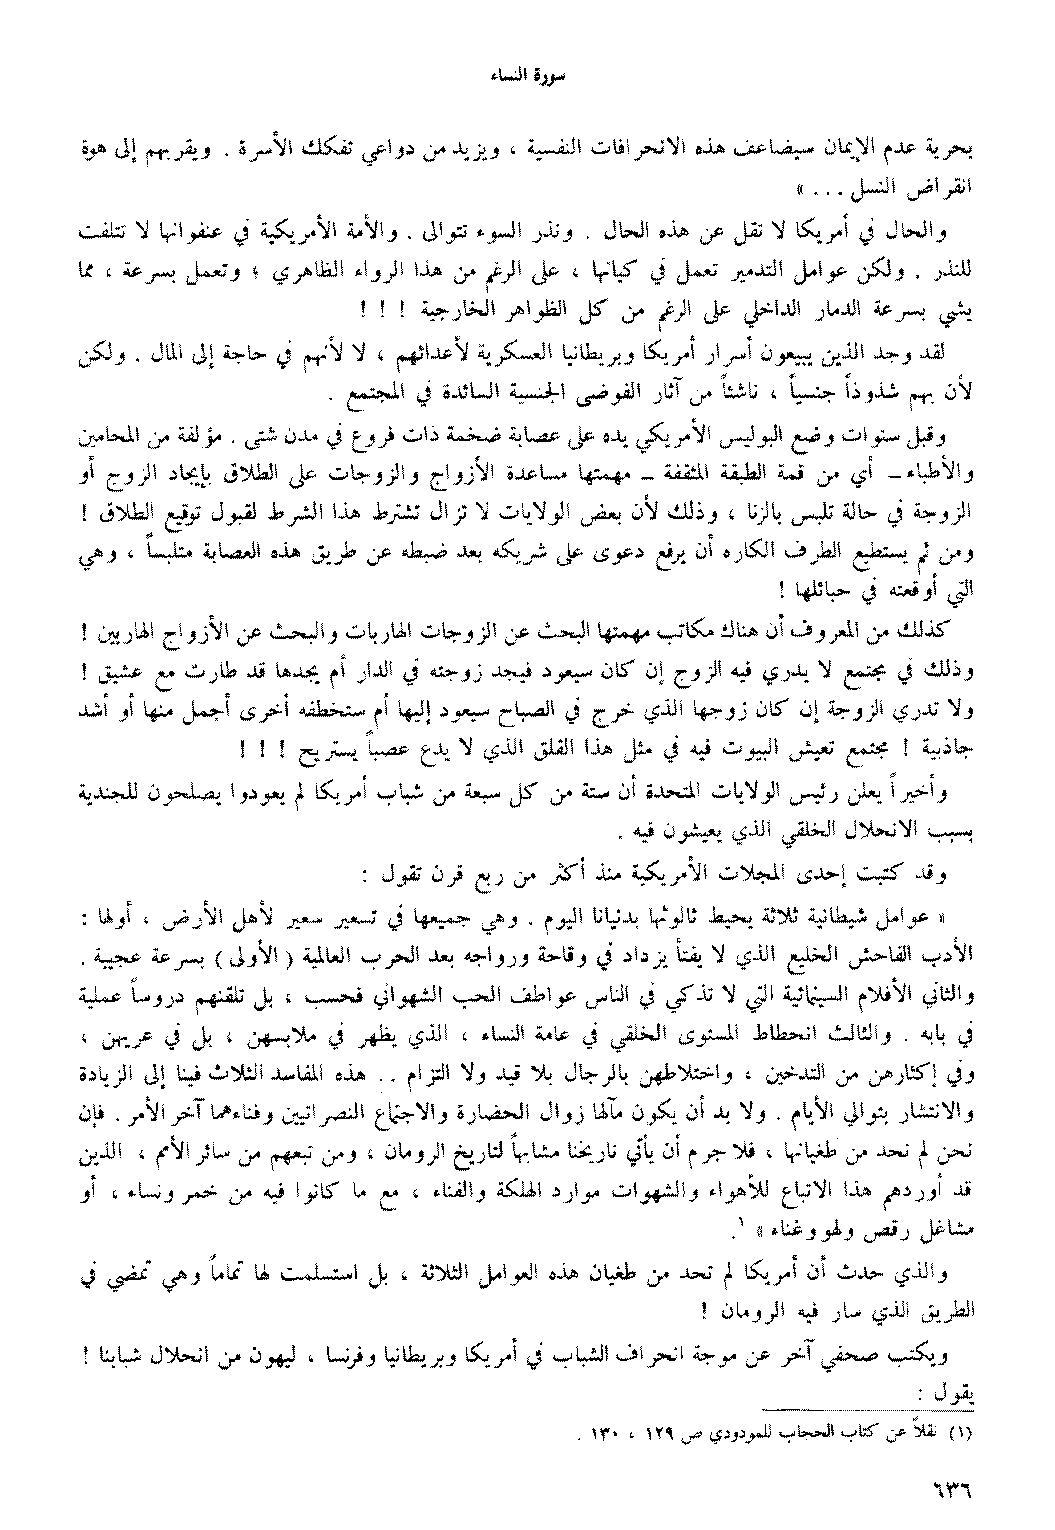 سورة النساء
بحرية عدم الإيمان سيضاعف هذه الانحرافات النفسية ، ويزيد من دواعي تفكك الأسرة . ويقربهم إلى هوة
انقراض النسل . . . »
والحال في أمريكا لا تقل عن هذه الحال . ونذر السوء تتوالى . والأمة الأمريكية في عنفوانها لا تتلفت
للنذر . ولكن عوامل التدمير تعمل في كيانها ، على الرغم من هذا الرواء الظاهري ؛ وتعمل بسرعة ، مما
يشي بسرعة الدمار الداخلي على الرغم من كل الظواهر الخارجية ! ! !
لقد وجد الذين يبيعون أسرار أمريكا وبريطانيا العسكرية لأعدائهم ، لا لأنهم في حاجة إلى المال . ولكن
لأن بهم شذوذاً جنسياً ، ناشئاً من آثار الفوضى الجنسية السائدة في المجتمع .
وقبل سنوات وضع البوليس الأمريكي يده على عصابة ضخمة ذات فروع في مدن شتى . مؤلفة من المحامين
والأطباء – أي من قمة الطبقة المثقفة – مهمتها مساعدة الأزواج والزوجات على الطلاق بإيجاد الزوج أو
الزوجة في حالة تلبس بالزنا ، وذلك لأن بعض الولايات لا تزال تشترط هذا الشرط لقبول توقيع الطلاق !
ومن ثم يستطيع الطرف الكاره أن يرفع دعوى على شريكه بعد ضبطه عن طريق هذه العصابة متلبساً ، وهي
التي أوقعته في حبائلها !
كذلك من المعروف أن هناك مكاتب مهمتها البحث عن الزوجات الهاربات والبحث عن الأزواج الهاربين !
وذلك في مجتمع لا يدري فيه الزوج إن كان سيعود فيجد زوجته في الدار أم يجدها قد طارت مع عشيق !
ولا تدري الزوجة إن كان زوجها الذي خرج في الصباح سيعود إليها أم ستخطفه أخرى أجمل منها أو أشد
جاذبية ! مجتمع تعيش البيوت فيه في مثل هذا القلق الذي لا يدع عصباً يستريح ! ! !
وأخيراً يعلن رئيس الولايات المتحدة أن ستة من كل سبعة من شباب أمريكا لم يعودوا يصلحون للجندية
بسبب الانحلال الخلقي الذي يعيشون فيه .
وقد كتبت إحدى المجلات الأمريكية منذ أكثر من ربع قرن تقول :
« عوامل شيطانية ثلاثة يحيط ثالوثها بدنيانا اليوم . وهي جميعها في تسعير سعير لأهل الأرض ، أولها :
الأدب الفاحش الخليع الذي لا يفتأ يزداد في وقاحة ورواجه بعد الحرب العالمية ( الأولى ) بسرعة عجيبة .
والثاني الأفلام السينمائية التي لا تذكي في الناس عواطف الحب الشهواني فحسب ، بل تلقنهم دروساً عملية
في بابه . والثالث انحطاط المستوى الخلقي في عامة النساء ، الذي يظهر في ملابسهن ، بل في عريهن ،
وفي إكثارهن من التدخين ، واختلاطهن بالرجال بلا قيد ولا التزام .. هذه المفاسد الثلاث فينا إلى الزيادة
والانتشار بتوالي الأيام . ولا بد أن يكون مآلها زوال الحضارة والاجتماع النصرانيين وفناءهما آخر الأمر . فإن
نحن لم نحد من طغيانها ، فلا جرم أن يأتي تاريخنا مشابهاً لتاريخ الرومان ، ومن تبعهم من سائر الأمم ، الذين
قد أوردهم هذا الاتباع للأهواء والشهوات موارد الهلكة والفناء ، مع ما كانوا فيه من خمر ونساء ، أو
مشاغل رقص ولهو وغناء » ١.
والذي حدث أن أمريكا لم تحد من طغيان هذه العوامل الثلاثة ، بل استسلمت لها تماماً وهي تمضي في
الطريق الذي سار فيه الرومان !
ويكتب صحفي آخر عن موجة انحراف الشباب في أمريكا وبريطانيا وفرنسا ، ليهون من انحلال شبابنا !
يقول :
(١) نقلاً عن كتاب الحجاب للمودودي ص ١٢٩ ، ١٣٠ .
٦٣٦